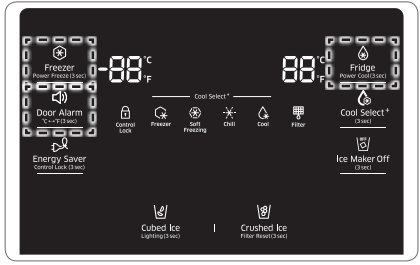 Freezer
Power Freeze (3 sec)
-88 °C
°F
88 °C
°F
Fridge
Power Cool (3 sec)
Door Alarm
°C ↔ °F (3 sec)
Cool Select+
Control
Lock
Freezer
Soft
Freezing
Chill
Cool
Filter
Cool Select+
(3 sec)
Energy Saver
Control Lock (3 sec)
OFF
Ice Maker Off
(3 sec)
Cubed Ice
Lighting (3 sec)
|
Crushed Ice
Filter Reset (3 sec)